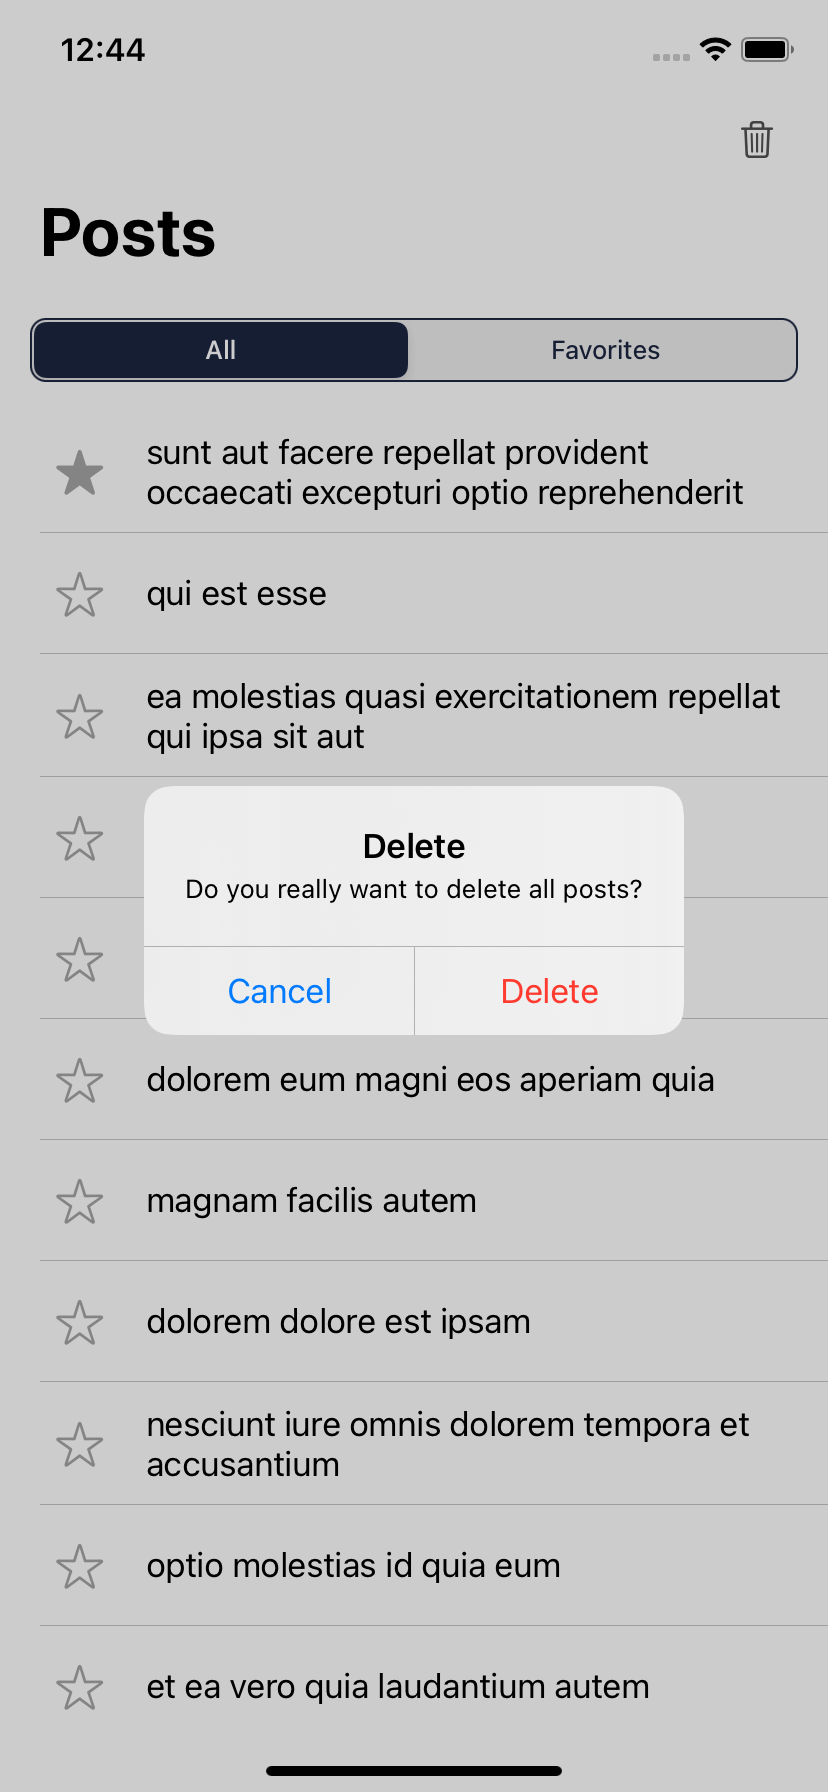 12:44
Posts
All
Favorites
sunt aut facere repellat provident
occaecati excepturi optio reprehenderit
qui est esse
ea molestias quasi exercitationem repellat
qui ipsa sit aut
Delete
Do you really want to delete all posts?
Cancel
Delete
dolorem eum magni eos aperiam quia
magnam facilis autem
dolorem dolore est ipsam
nesciunt iure omnis dolorem tempora et
accusantium
optio molestias id quia eum
et ea vero quia laudantium autem